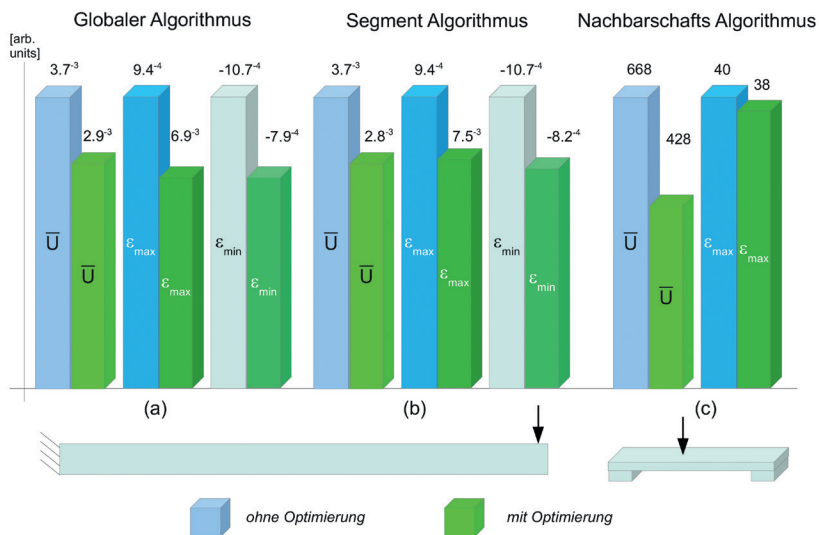 Globaler Algorithmus
Segment Algorithmus
Nachbarschafts Algorithmus
[arb.
units]
3.7⁻³
9.4⁻⁴
-10.7⁻⁴
2.9⁻³
6.9⁻³
-7.9⁻⁴
3.7⁻³
9.4⁻⁴
-10.7⁻⁴
2.8⁻³
7.5⁻³
-8.2⁻⁴
668
40
38
428
U̅
U̅
εmax
εmax
εmin
εmin
U̅
U̅
εmax
εmax
εmin
εmin
U̅
U̅
εmax
εmax
(a)
(b)
(c)
ohne Optimierung
mit Optimierung